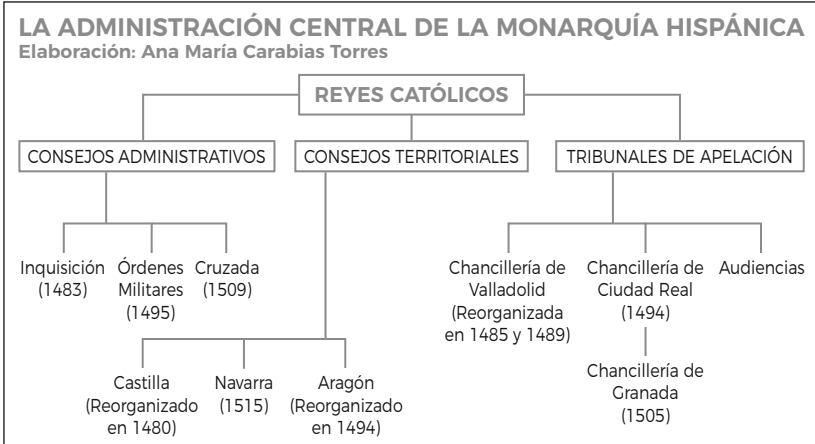 LA ADMINISTRACIÓN CENTRAL DE LA MONARQUÍA HISPÁNICA
Elaboración: Ana María Carabias Torres
REYES CATÓLICOS
CONSEJOS ADMINISTRATIVOS
CONSEJOS TERRITORIALES
TRIBUNALES DE APELACIÓN
Inquisición
(1483)
Órdenes
Militares
(1495)
Cruzada
(1509)
Castilla
(Reorganizado
en 1480)
Navarra
(1515)
Aragón
(Reorganizado
en 1494)
Chancillería de
Valladolid
(Reorganizada
en 1485 y 1489)
Chancillería de
Ciudad Real
(1494)
Chancillería de
Granada
(1505)
Audiencias